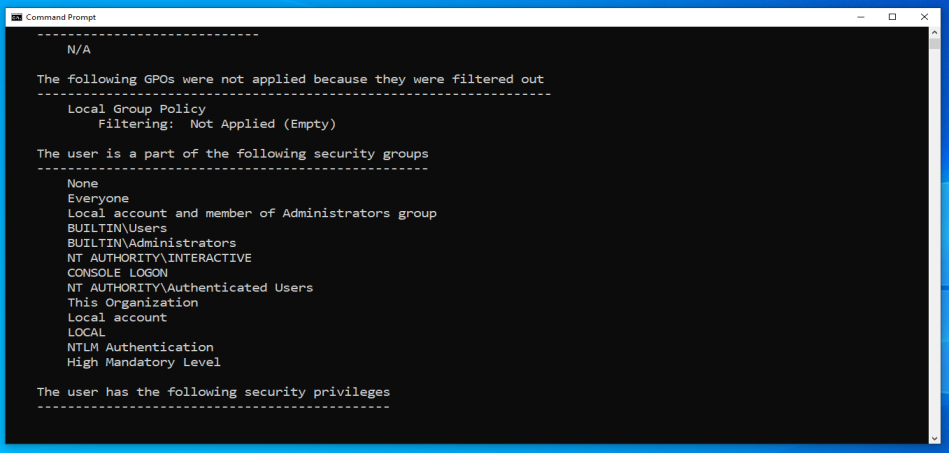 Command Prompt
-----------------------------
N/A
The following GPOs were not applied because they were filtered out
-------------------------------------------------------------------
Local Group Policy
Filtering:  Not Applied (Empty)
The user is a part of the following security groups
---------------------------------------------------
None
Everyone
Local account and member of Administrators group
BUILTIN\Users
BUILTIN\Administrators
NT AUTHORITY\INTERACTIVE
CONSOLE LOGON
NT AUTHORITY\Authenticated Users
This Organization
Local account
LOCAL
NTLM Authentication
High Mandatory Level
The user has the following security privileges
----------------------------------------------